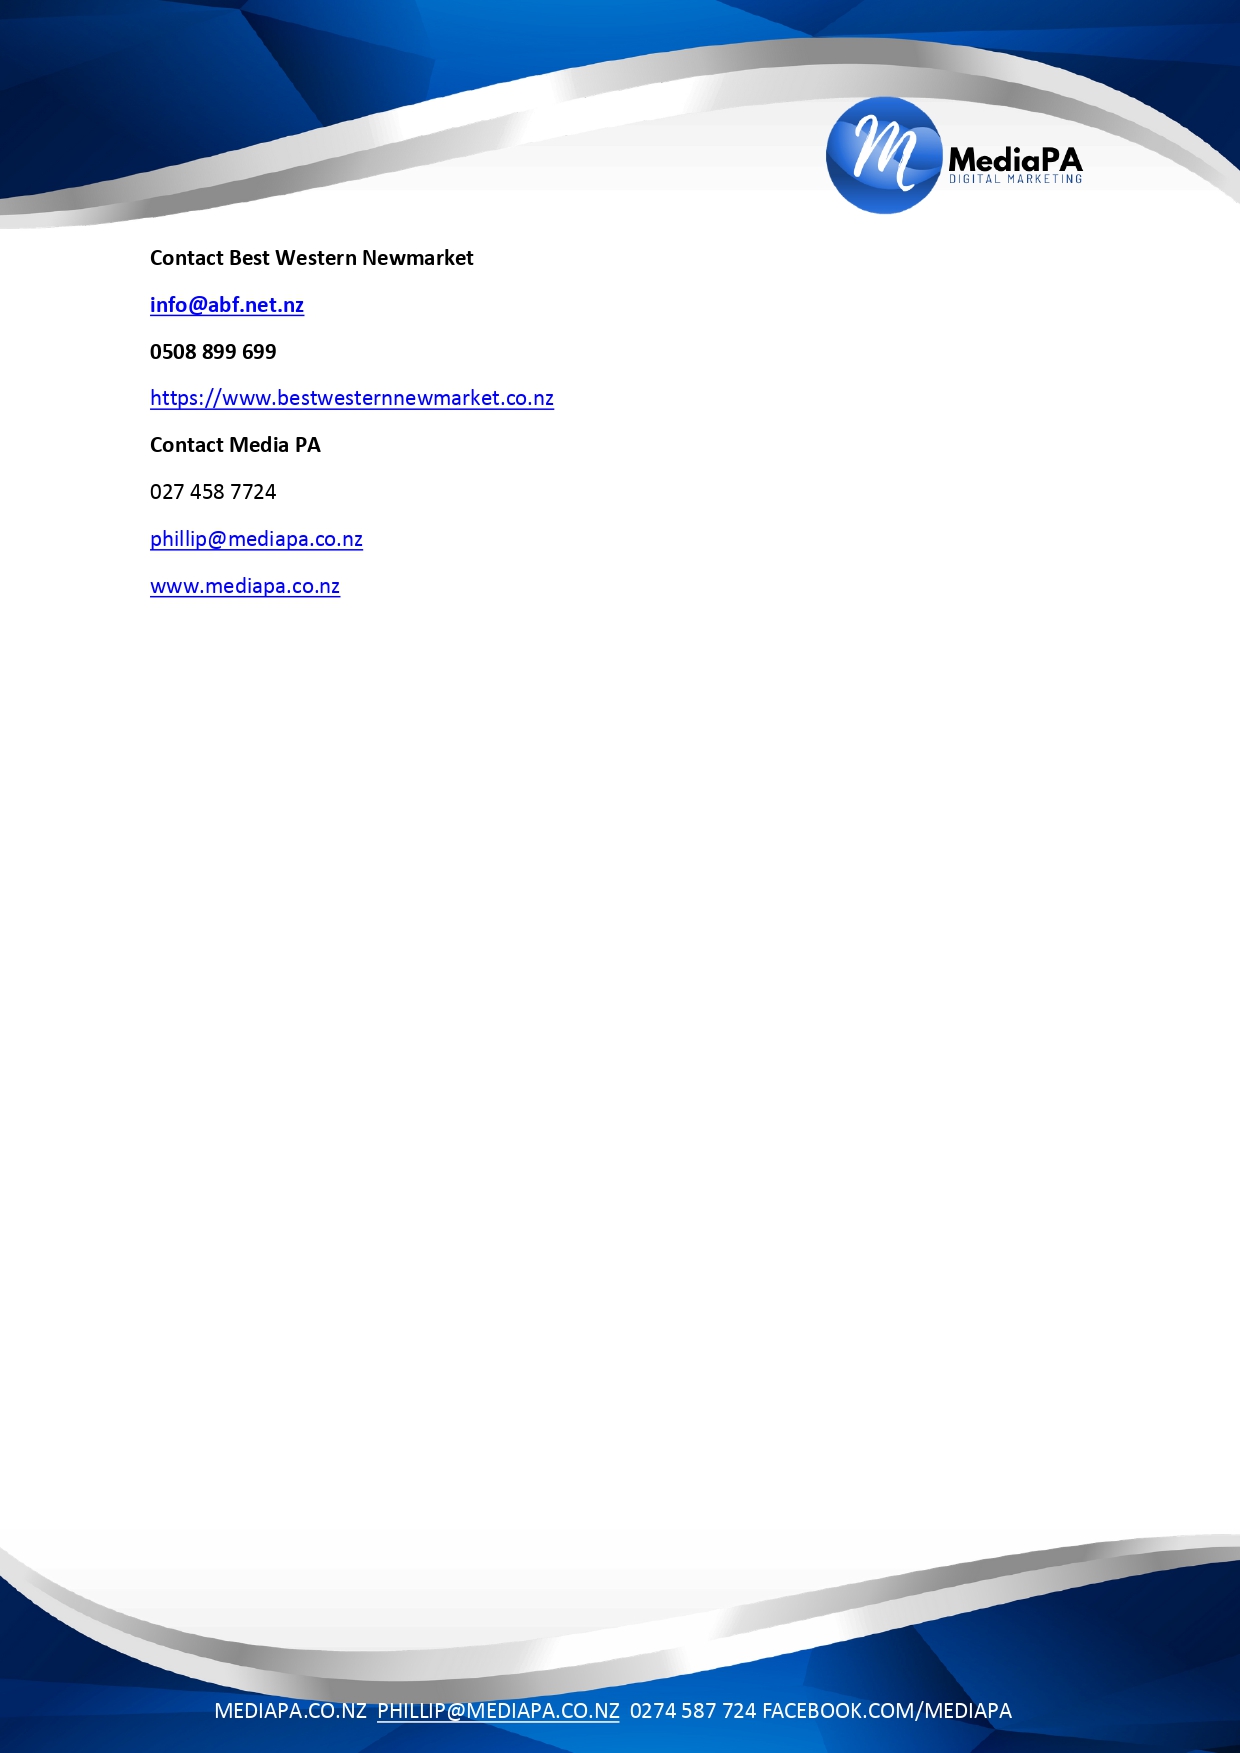 M
MediaPA
DIGITAL MARKETING
Contact Best Western Newmarket
info@abf.net.nz
0508 899 699
https://www.bestwesternnewmarket.co.nz
Contact Media PA
027 458 7724
phillip@mediapa.co.nz
www.mediapa.co.nz
MEDIAPA.CO.NZ PHILLIP@MEDIAPA.CO.NZ 0274 587 724 FACEBOOK.COM/MEDIAPA